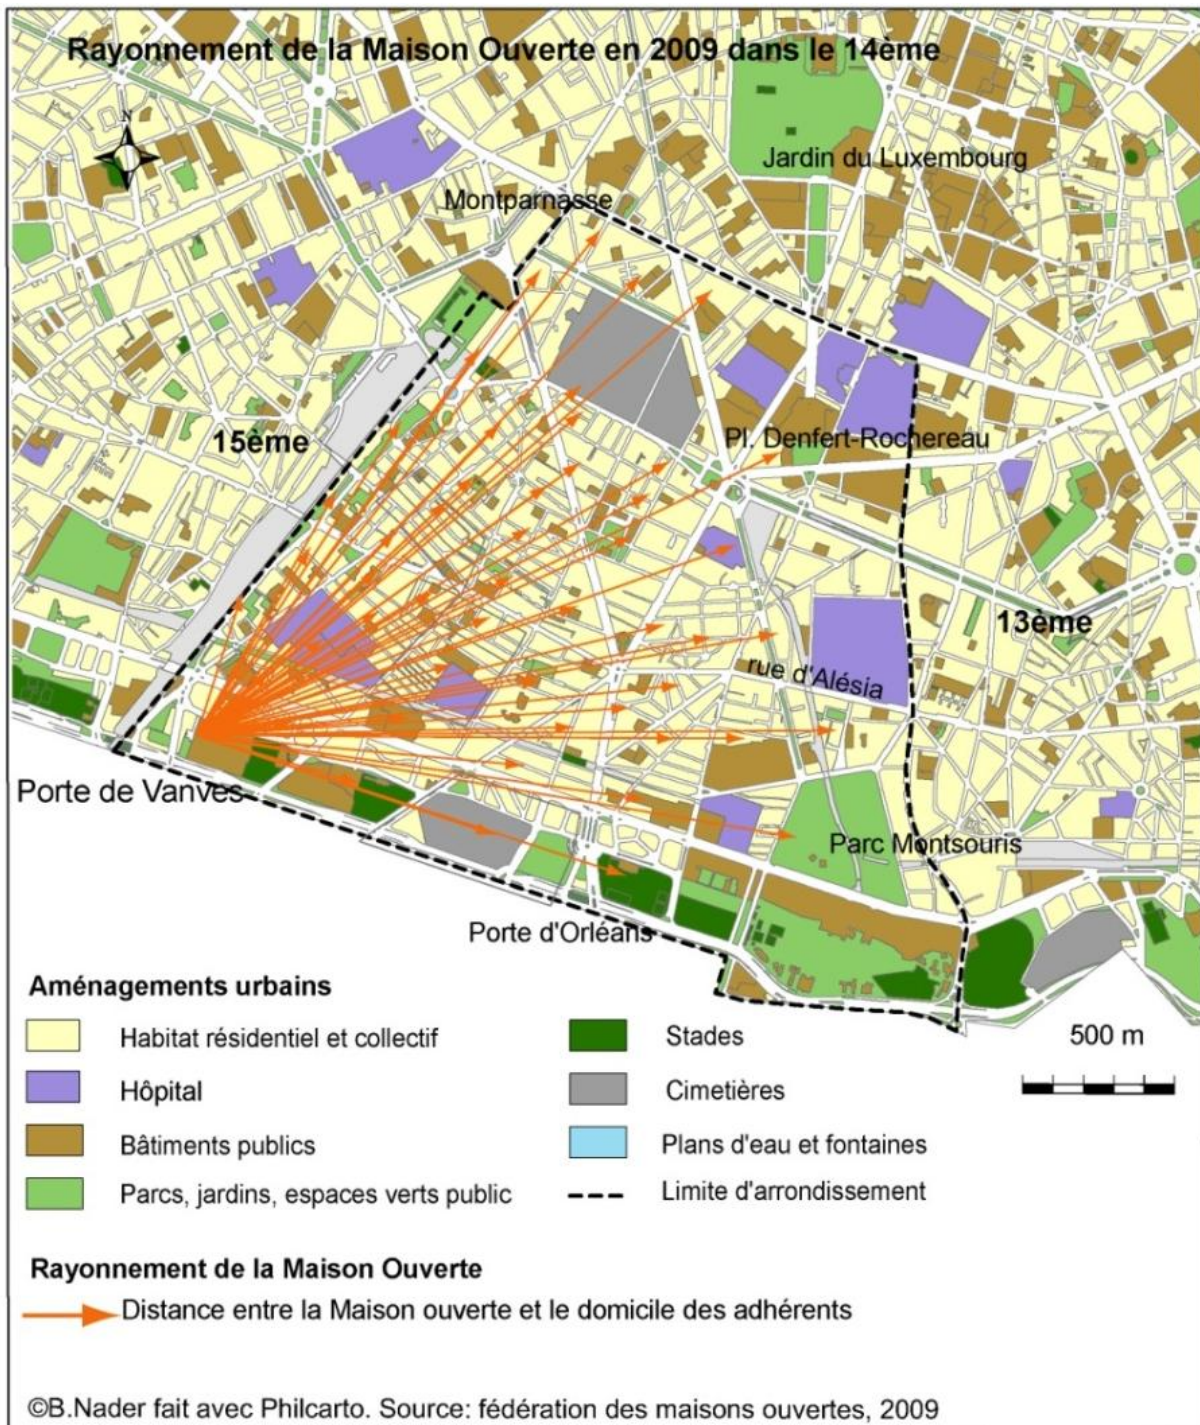 Rayonnement de la Maison Ouverte en 2009 dans le 14ème
N
Jardin du Luxembourg
Montparnasse
15ème
Pl. Denfert-Rochereau
13ème
rue d'Alésia
Porte de Vanves
Parc Montsouris
Porte d'Orléans
Aménagements urbains
Habitat résidentiel et collectif
Hôpital
Bâtiments publics
Parcs, jardins, espaces verts public
Stades
Cimetières
Plans d'eau et fontaines
Limite d'arrondissement
500 m
Rayonnement de la Maison Ouverte
Distance entre la Maison ouverte et le domicile des adhérents
©B.Nader fait avec Philcarto. Source: fédération des maisons ouvertes, 2009